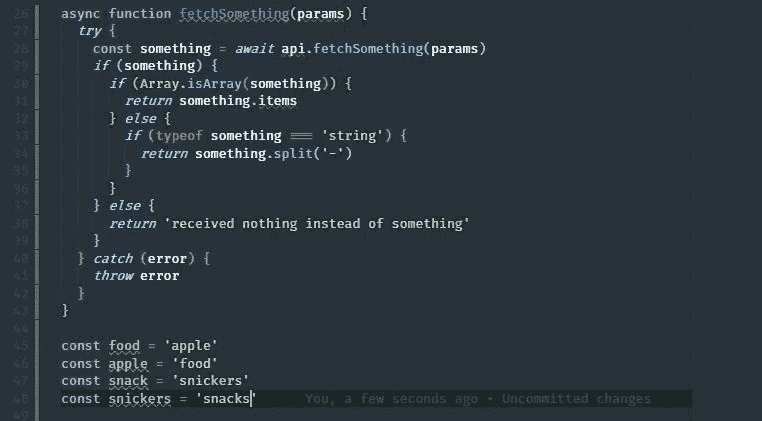 26 async function fetchSomething(params) {
27 try {
28 const something = await api.fetchSomething(params)
29 if (something) {
30 if (Array.isArray(something)) {
31 return something.items
32 } else {
33 if (typeof something === 'string') {
34 return something.split('-')
35 }
36 }
37 } else {
38 return 'received nothing instead of something'
39 }
40 } catch (error) {
41 throw error
42 }
43 }
44
45 const food = 'apple'
46 const apple = 'food'
47 const snack = 'snickers'
48 const snickers = 'snacks' You, a few seconds ago • Uncommitted changes
49